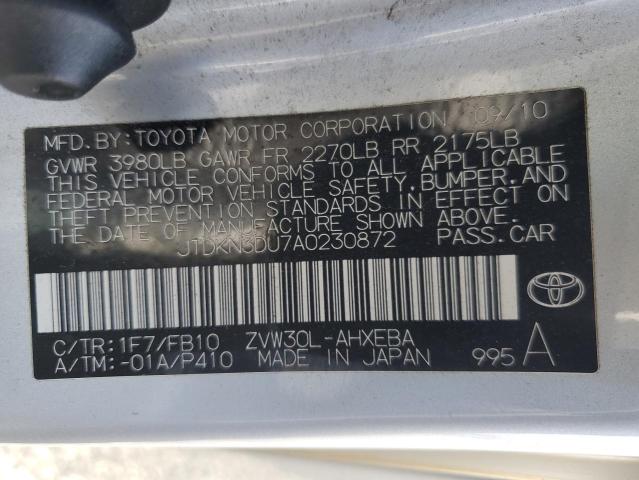 MFD. BY: TOYOTA MOTOR CORPORATION 09/10
GVWR 3980LB GAWR FR 2270LB RR 2175LB
THIS VEHICLE CONFORMS TO ALL APPLICABLE
FEDERAL MOTOR VEHICLE SAFETY, BUMPER, AND
THEFT PREVENTION STANDARDS IN EFFECT ON
THE DATE OF MANUFACTURE SHOWN ABOVE.
JTDKN3DU7A0230872 PASS. CAR
C/TR: 1F7/FB10 ZVW30L-AHXEBA
A/TM: -01A/P410 MADE IN JAPAN 995 A